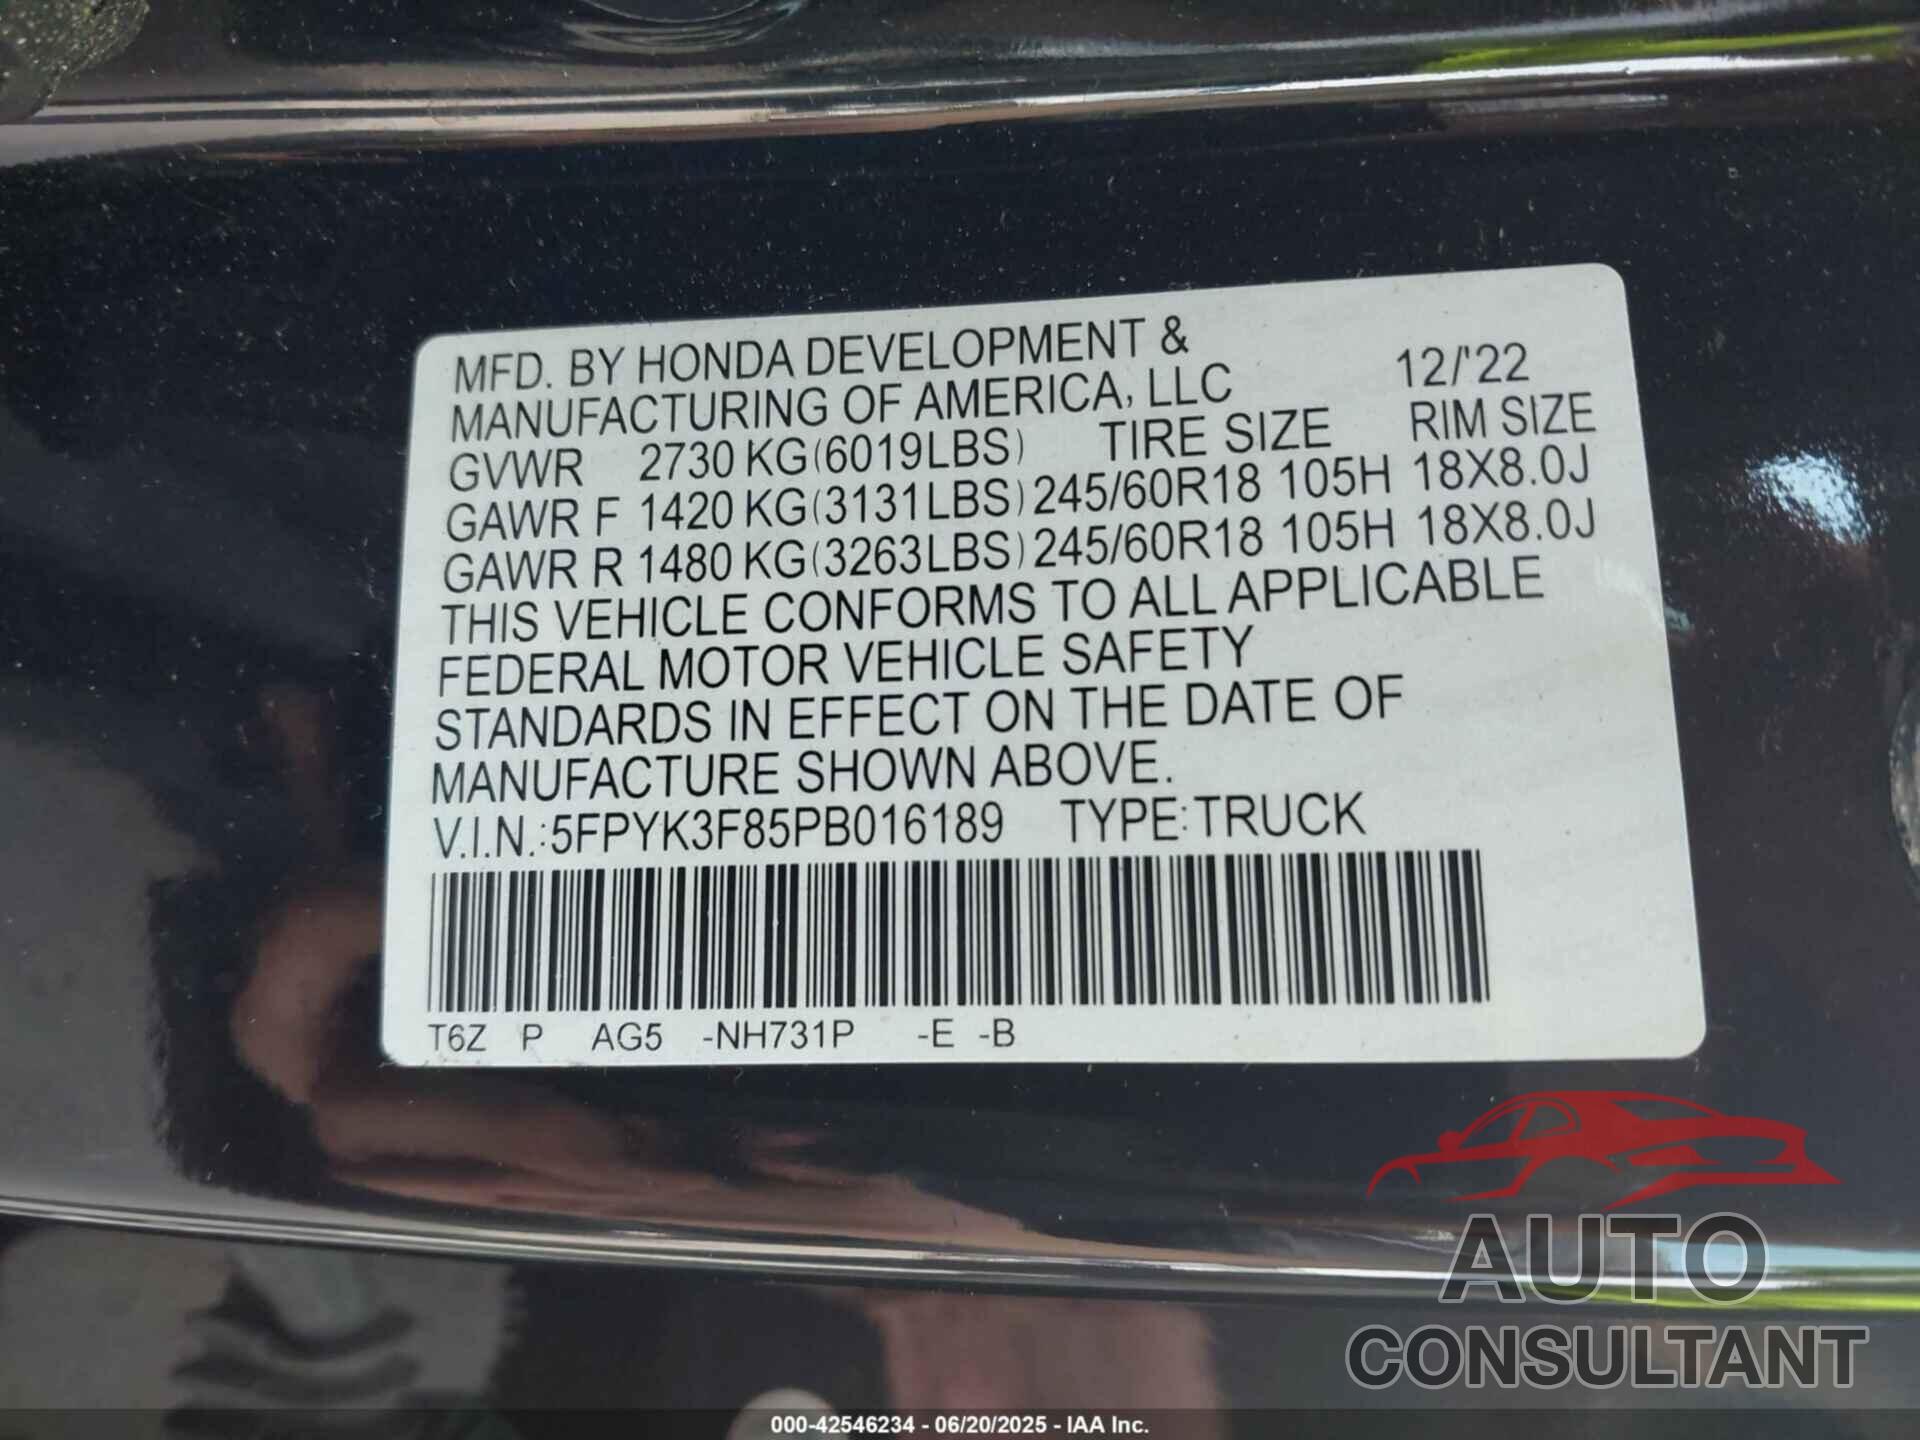 MFD. BY HONDA DEVELOPMENT &
MANUFACTURING OF AMERICA, LLC 12/'22
GVWR 2730 KG(6019LBS) TIRE SIZE RIM SIZE
GAWR F 1420 KG(3131LBS) 245/60R18 105H 18X8.0J
GAWR R 1480 KG(3263LBS) 245/60R18 105H 18X8.0J
THIS VEHICLE CONFORMS TO ALL APPLICABLE
FEDERAL MOTOR VEHICLE SAFETY
STANDARDS IN EFFECT ON THE DATE OF
MANUFACTURE SHOWN ABOVE.
V.I.N.:5FPYK3F85PB016189 TYPE:TRUCK
T6Z P AG5 -NH731P -E -B
AUTO
CONSULTANT
000-42546234 - 06/20/2025 - IAA Inc.